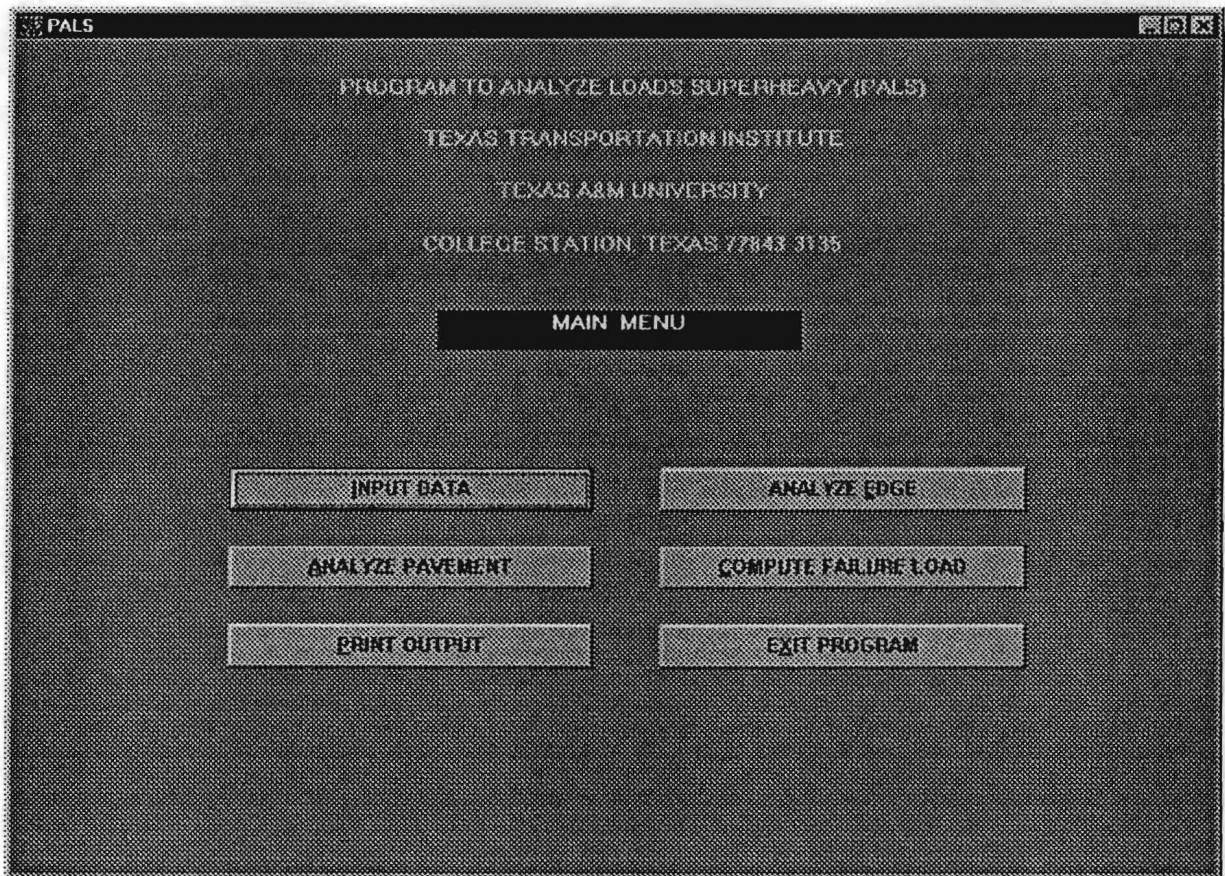 PALS
PROGRAM TO ANALYZE LOADS SUPERHEAVY (PALS)
TEXAS TRANSPORTATION INSTITUTE
TEXAS A&M UNIVERSITY
COLLEGE STATION, TEXAS 77843-3135
MAIN MENU
INPUT DATA
ANALYZE EDGE
ANALYZE PAVEMENT
COMPUTE FAILURE LOAD
PRINT OUTPUT
EXIT PROGRAM